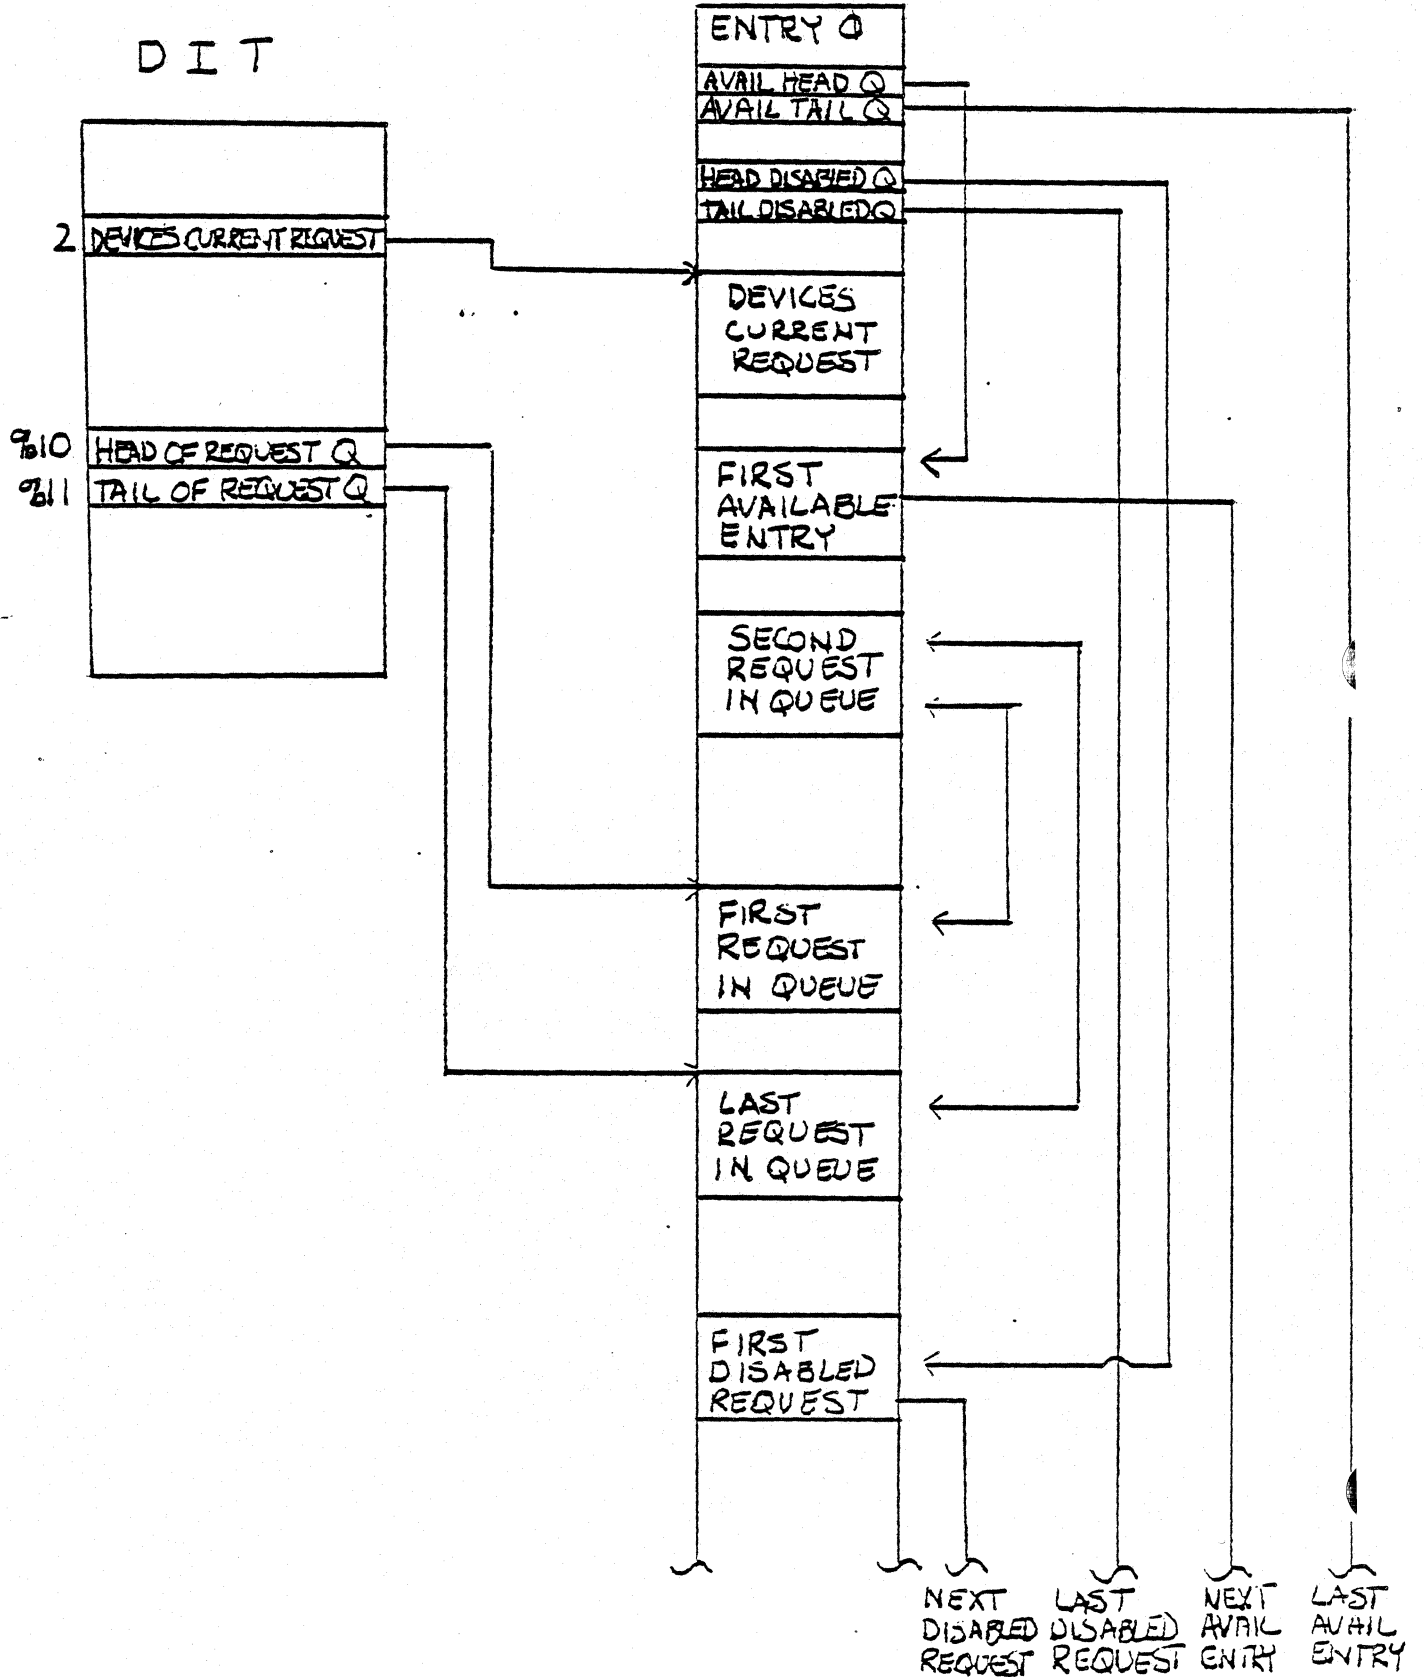 D I T
2 DEVICES CURRENT REQUEST
%10 HEAD OF REQUEST Q
%11 TAIL OF REQUEST Q
ENTRY 0
AVAIL HEAD Q
AVAIL TAIL Q
HEAD DISABLED Q
TAIL DISABLED Q
DEVICES
CURRENT
REQUEST
FIRST
AVAILABLE
ENTRY
SECOND
REQUEST
IN QUEUE
FIRST
REQUEST
IN QUEUE
LAST
REQUEST
IN QUEUE
FIRST
DISABLED
REQUEST
NEXT
DISABLED
REQUEST
LAST
DISABLED
REQUEST
NEXT
AVAIL
ENTRY
LAST
AVAIL
ENTRY